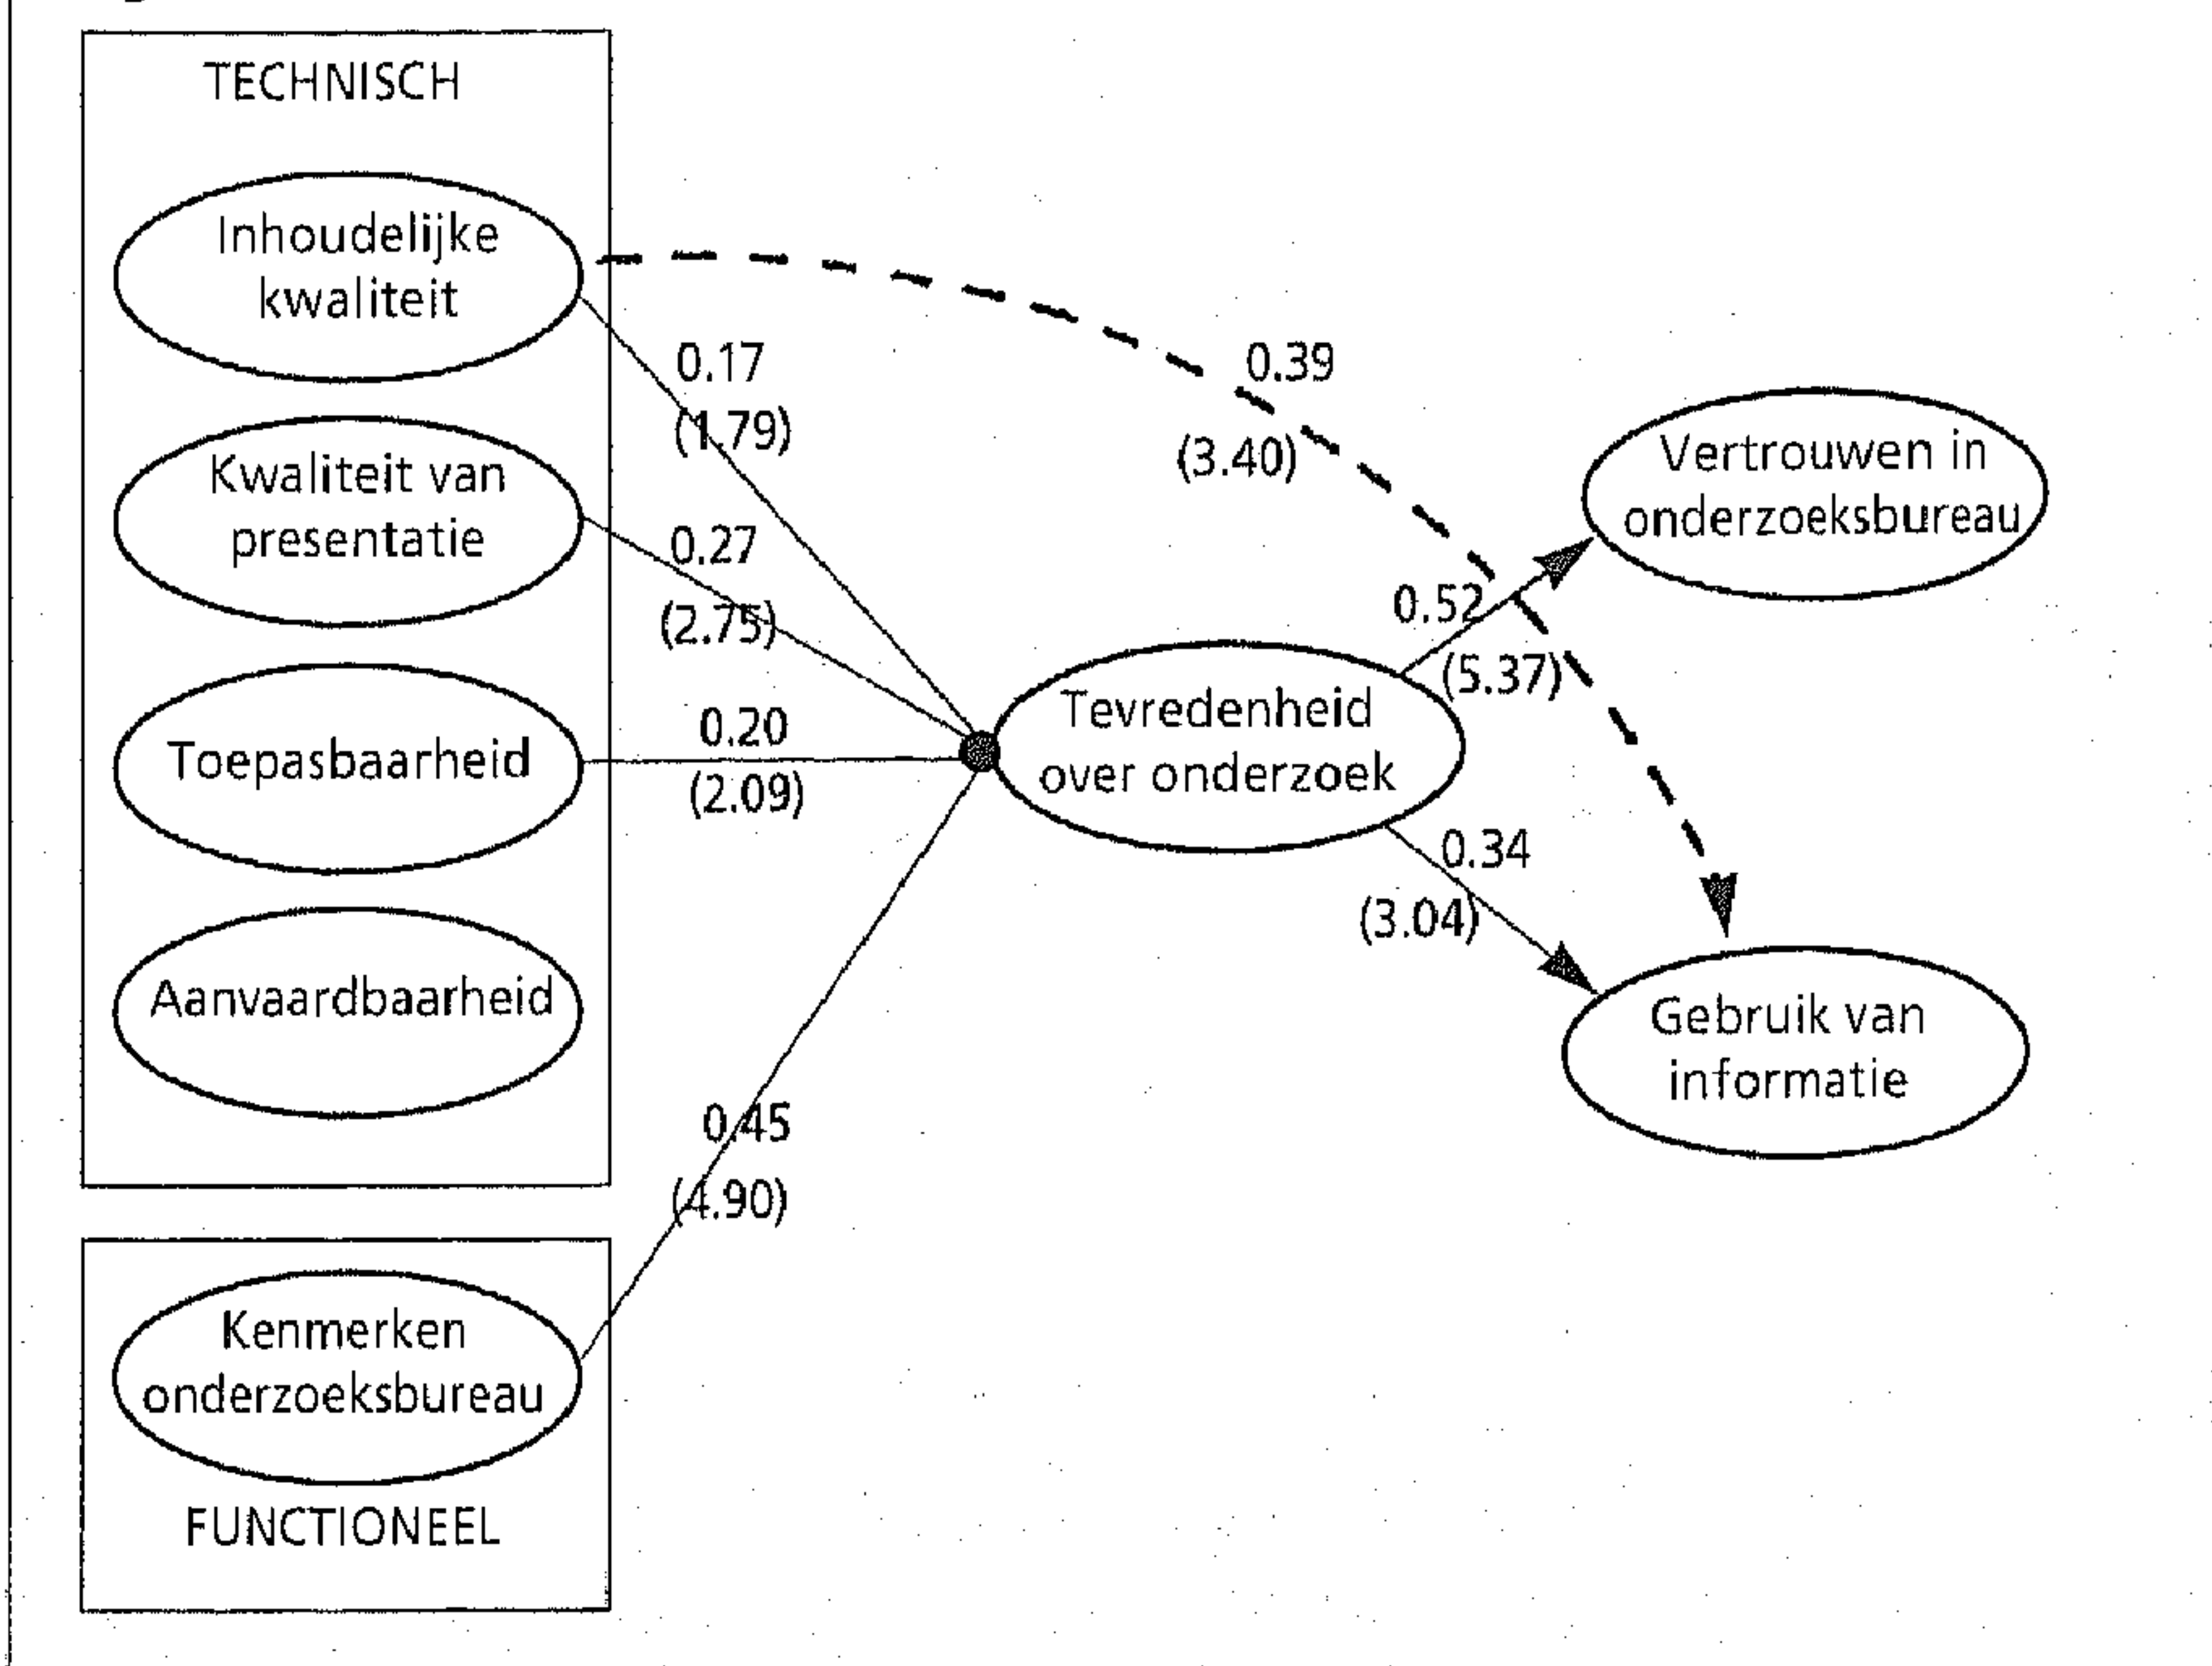 TECHNISCH
Inhoudelijke
kwaliteit
0.17
(1.79)
0.39
(3.40)
Kwaliteit van
presentatie
0.27
(2.75)
Vertrouwen in
onderzoeksbureau
0.52
(5.37)
Toepasbaarheid
0.20
(2.09)
Tevredenheid
over onderzoek
0.34
(3.04)
Aanvaardbaarheid
Gebruik van
informatie
0.45
(4.90)
Kenmerken
onderzoeksbureau
FUNCTIONEEL